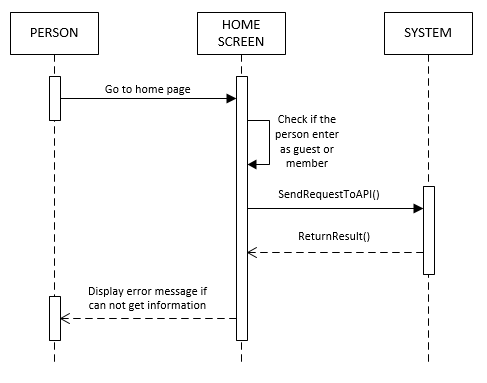 PERSON
HOME
SCREEN
SYSTEM
Go to home page
Check if the
person enter
as guest or
member
SendRequestToAPI()
ReturnResult()
Display error message if
can not get information